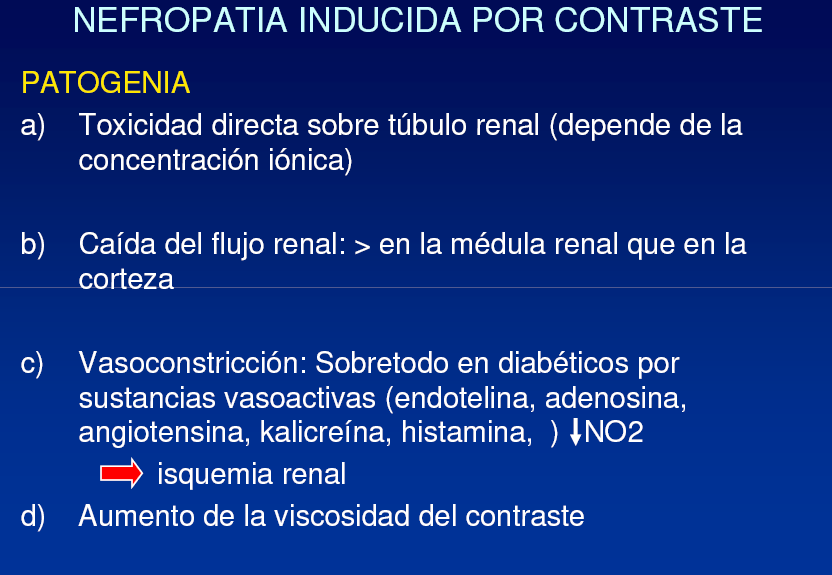 NEFROPATIA INDUCIDA POR CONTRASTE
PATOGENIA
a) Toxicidad directa sobre túbulo renal (depende de la
concentración iónica)
b) Caída del flujo renal: > en la médula renal que en la
corteza
c) Vasoconstricción: Sobretodo en diabéticos por
sustancias vasoactivas (endotelina, adenosina,
angiotensina, kalicreína, histamina,  ) ⬇NO2
➡ isquemia renal
d) Aumento de la viscosidad del contraste